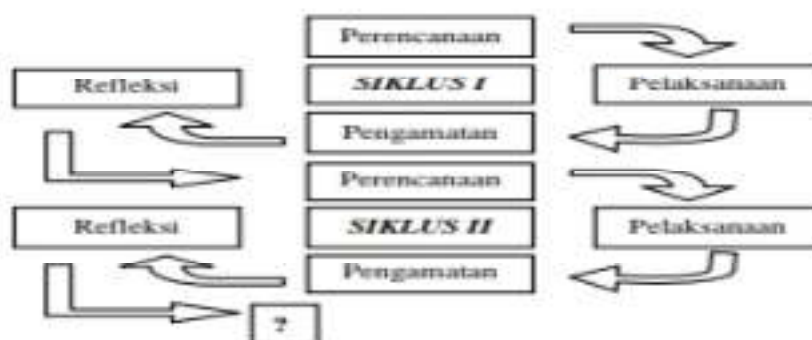 Perencanaan
Refleksi
SIKLUS I
Pelaksanaan
Pengamatan
Perencanaan
Refleksi
SIKLUS II
Pelaksanaan
Pengamatan
?